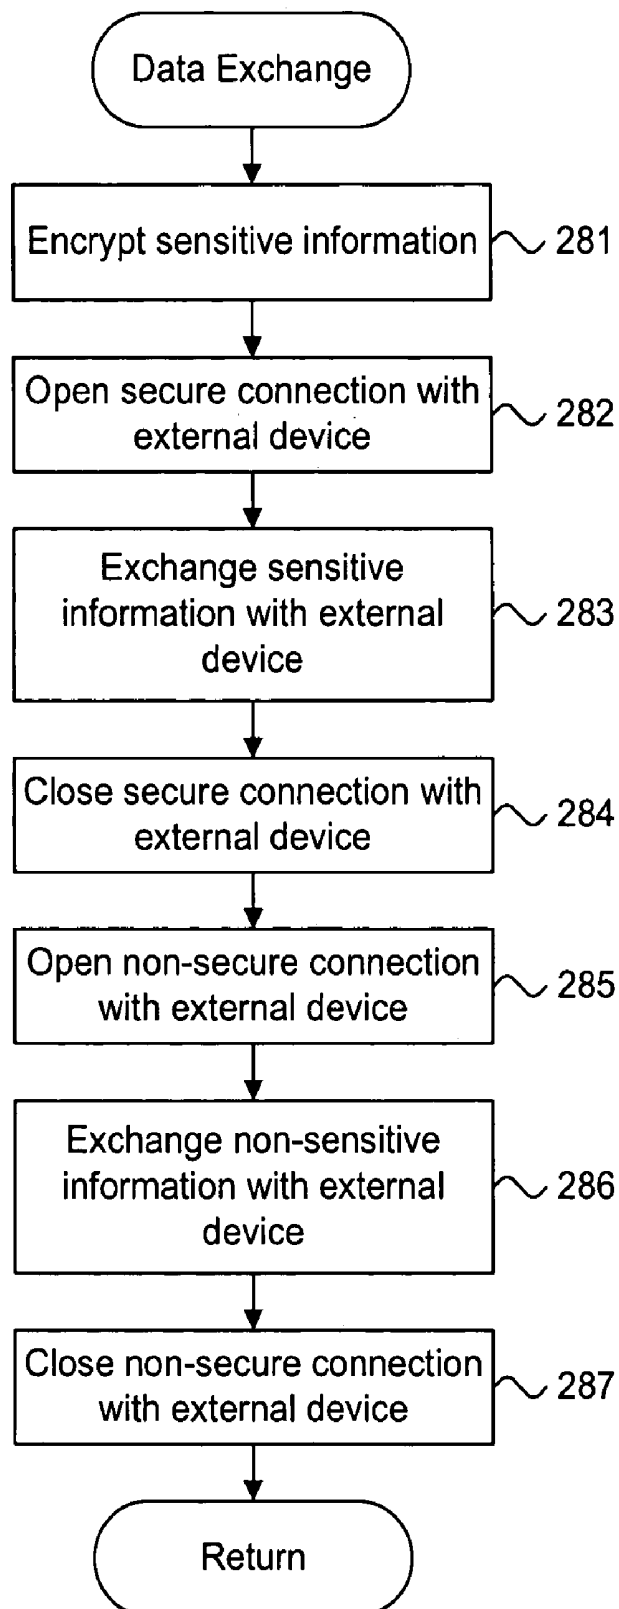 Data Exchange
Encrypt sensitive information
281
Open secure connection with
external device
282
Exchange sensitive
information with external
device
283
Close secure connection with
external device
284
Open non-secure connection
with external device
285
Exchange non-sensitive
information with external
device
286
Close non-secure connection
with external device
287
Return